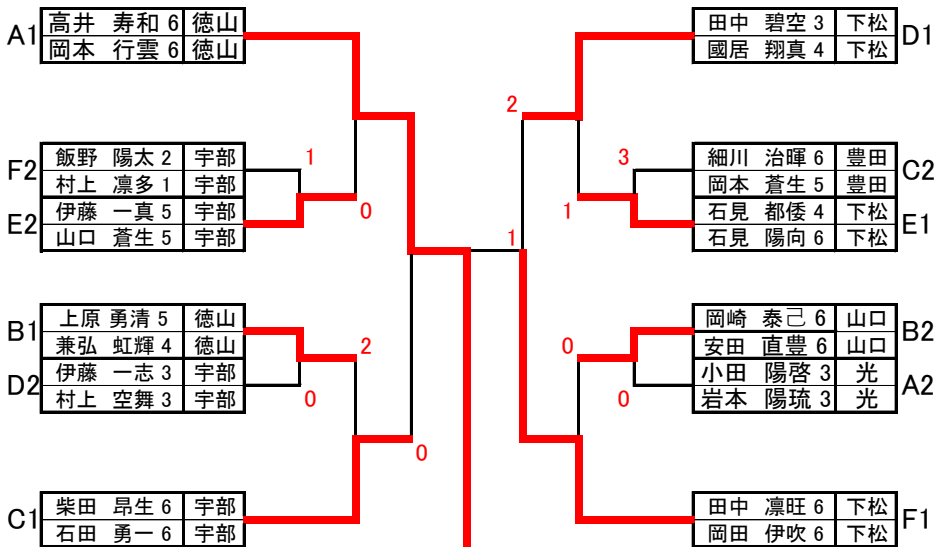 A1
高井 寿和 6 徳山
岡本 行雲 6 徳山
F2
飯野 陽太 2 宇部
村上 凛多 1 宇部
E2
伊藤 一真 5 宇部
山口 蒼生 5 宇部
1
0
B1
上原 勇清 5 徳山
兼弘 虹輝 4 徳山
D2
伊藤 一志 3 宇部
村上 空舞 3 宇部
2
0
0
C1
柴田 昂生 6 宇部
石田 勇一 6 宇部
田中 碧空 3 下松
國居 翔真 4 下松
D1
2
3
細川 治暉 6 豊田
岡本 蒼生 5 豊田
C2
1
石見 都倭 4 下松
石見 陽向 6 下松
E1
1
岡崎 泰己 6 山口
安田 直豊 6 山口
B2
0
小田 陽啓 3 光
岩本 陽琉 3 光
A2
0
田中 凛旺 6 下松
岡田 伊吹 6 下松
F1